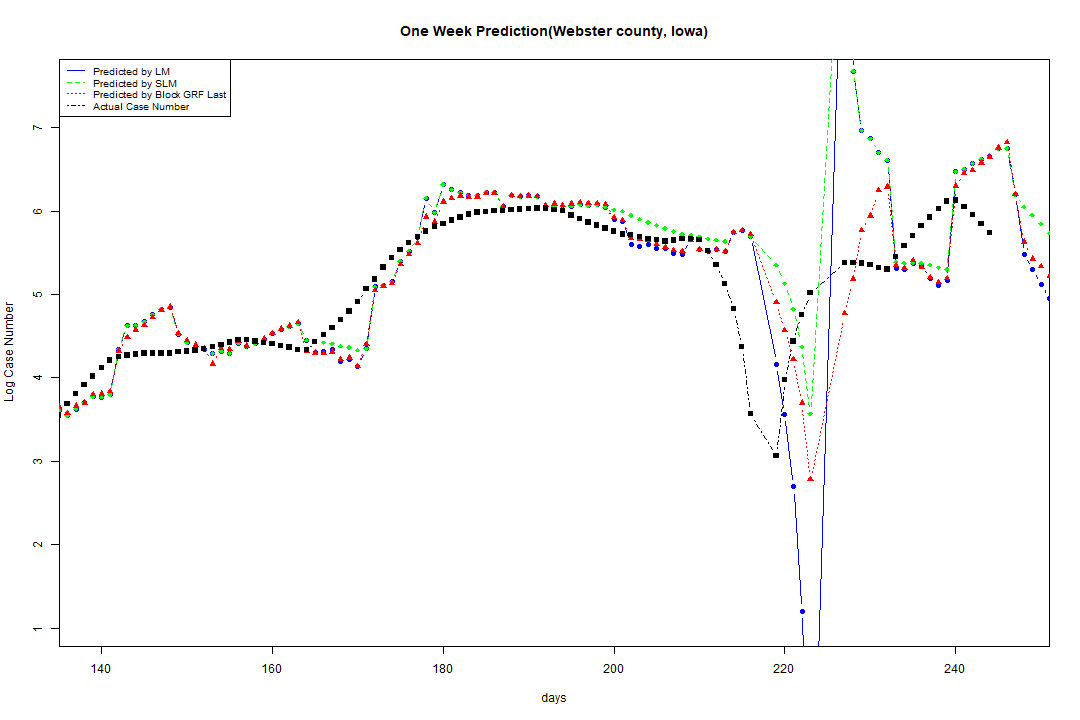 One Week Prediction(Webster county, Iowa)
Predicted by LM
Predicted by SLM
Predicted by Block GRF Last
Actual Case Number
7
6
5
4
3
2
1
Log Case Number
140 160 180 200 220 240
days